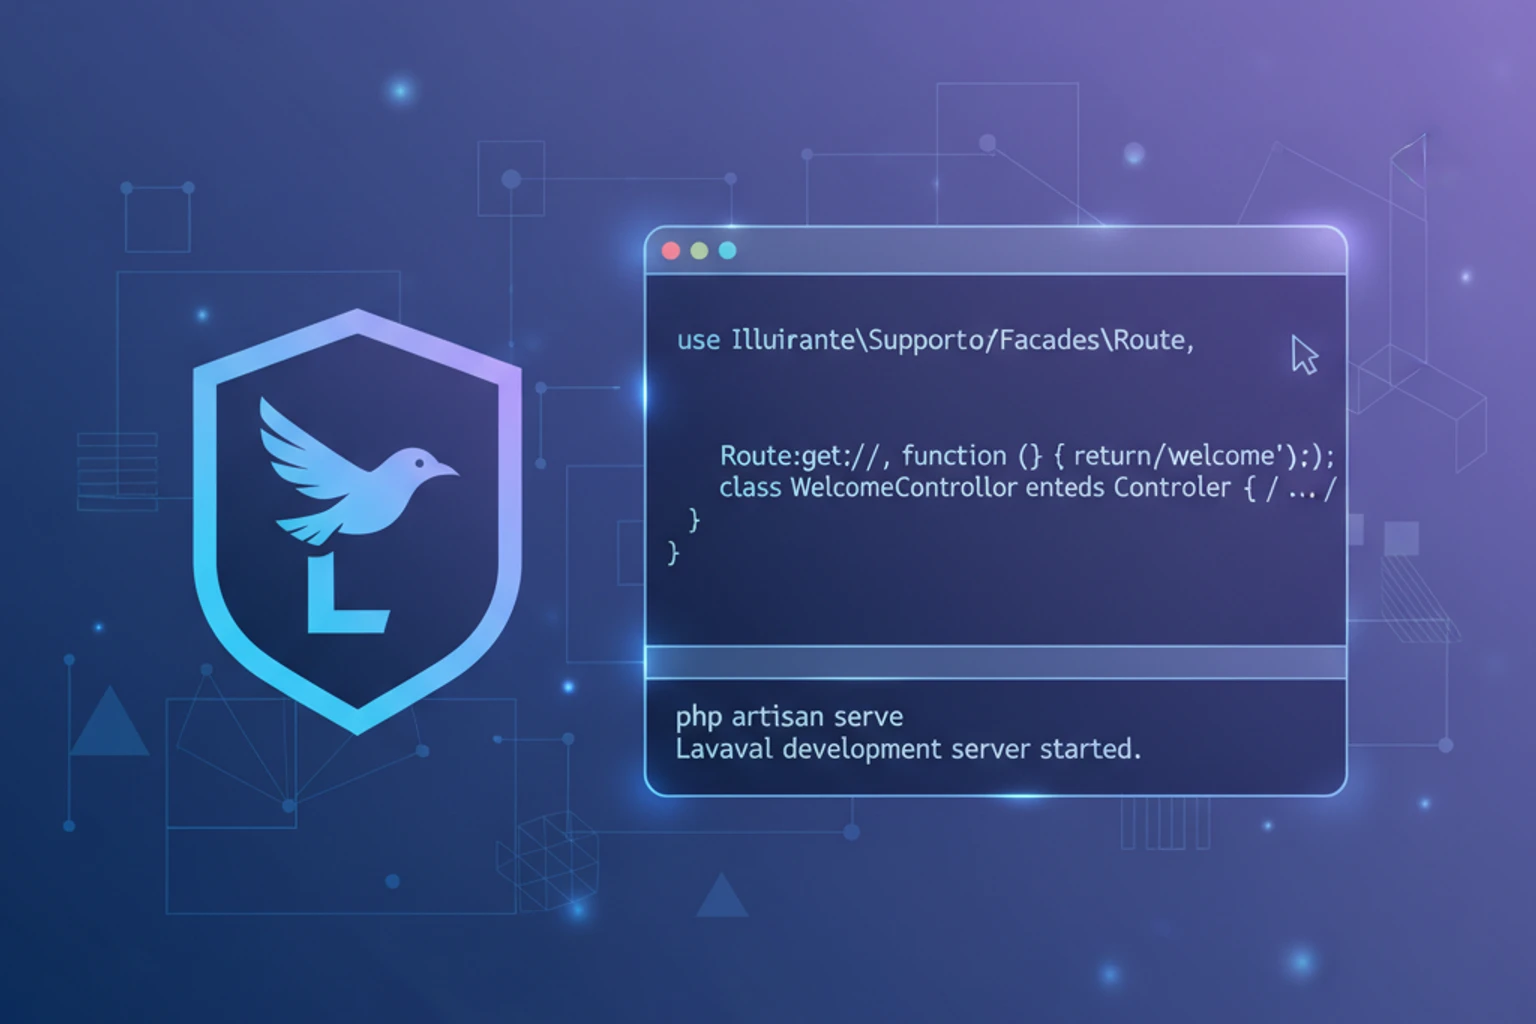 L
use Illuirante\Supporto/Facades\Route,
Route:get://, function (} { return/welcome'););
class WelcomeControllor enteds Controler { / ... /
}
}
php artisan serve
Lavaval development server started.